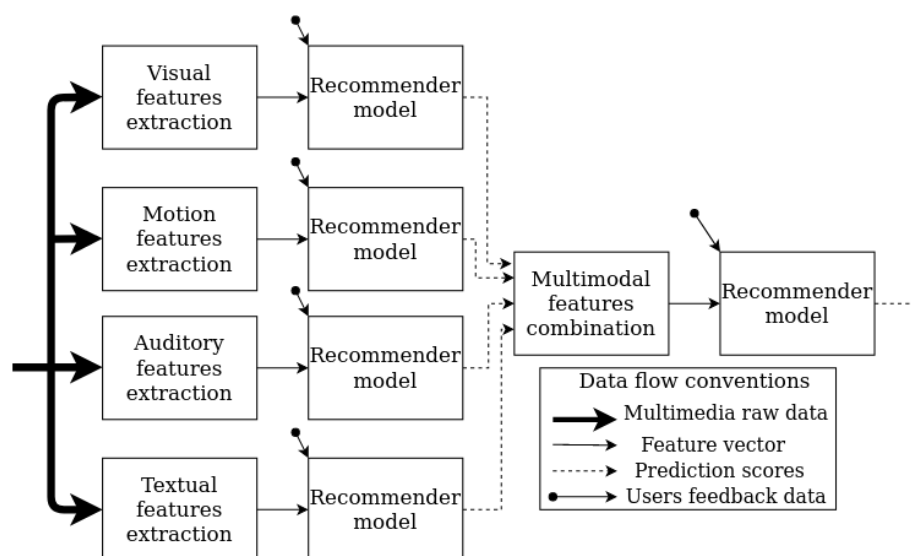 Visual
features
extraction
Recommender
model
Motion
features
extraction
Recommender
model
Auditory
features
extraction
Recommender
model
Textual
features
extraction
Recommender
model
Multimodal
features
combination
Recommender
model
Data flow conventions
Multimedia raw data
Feature vector
Prediction scores
Users feedback data